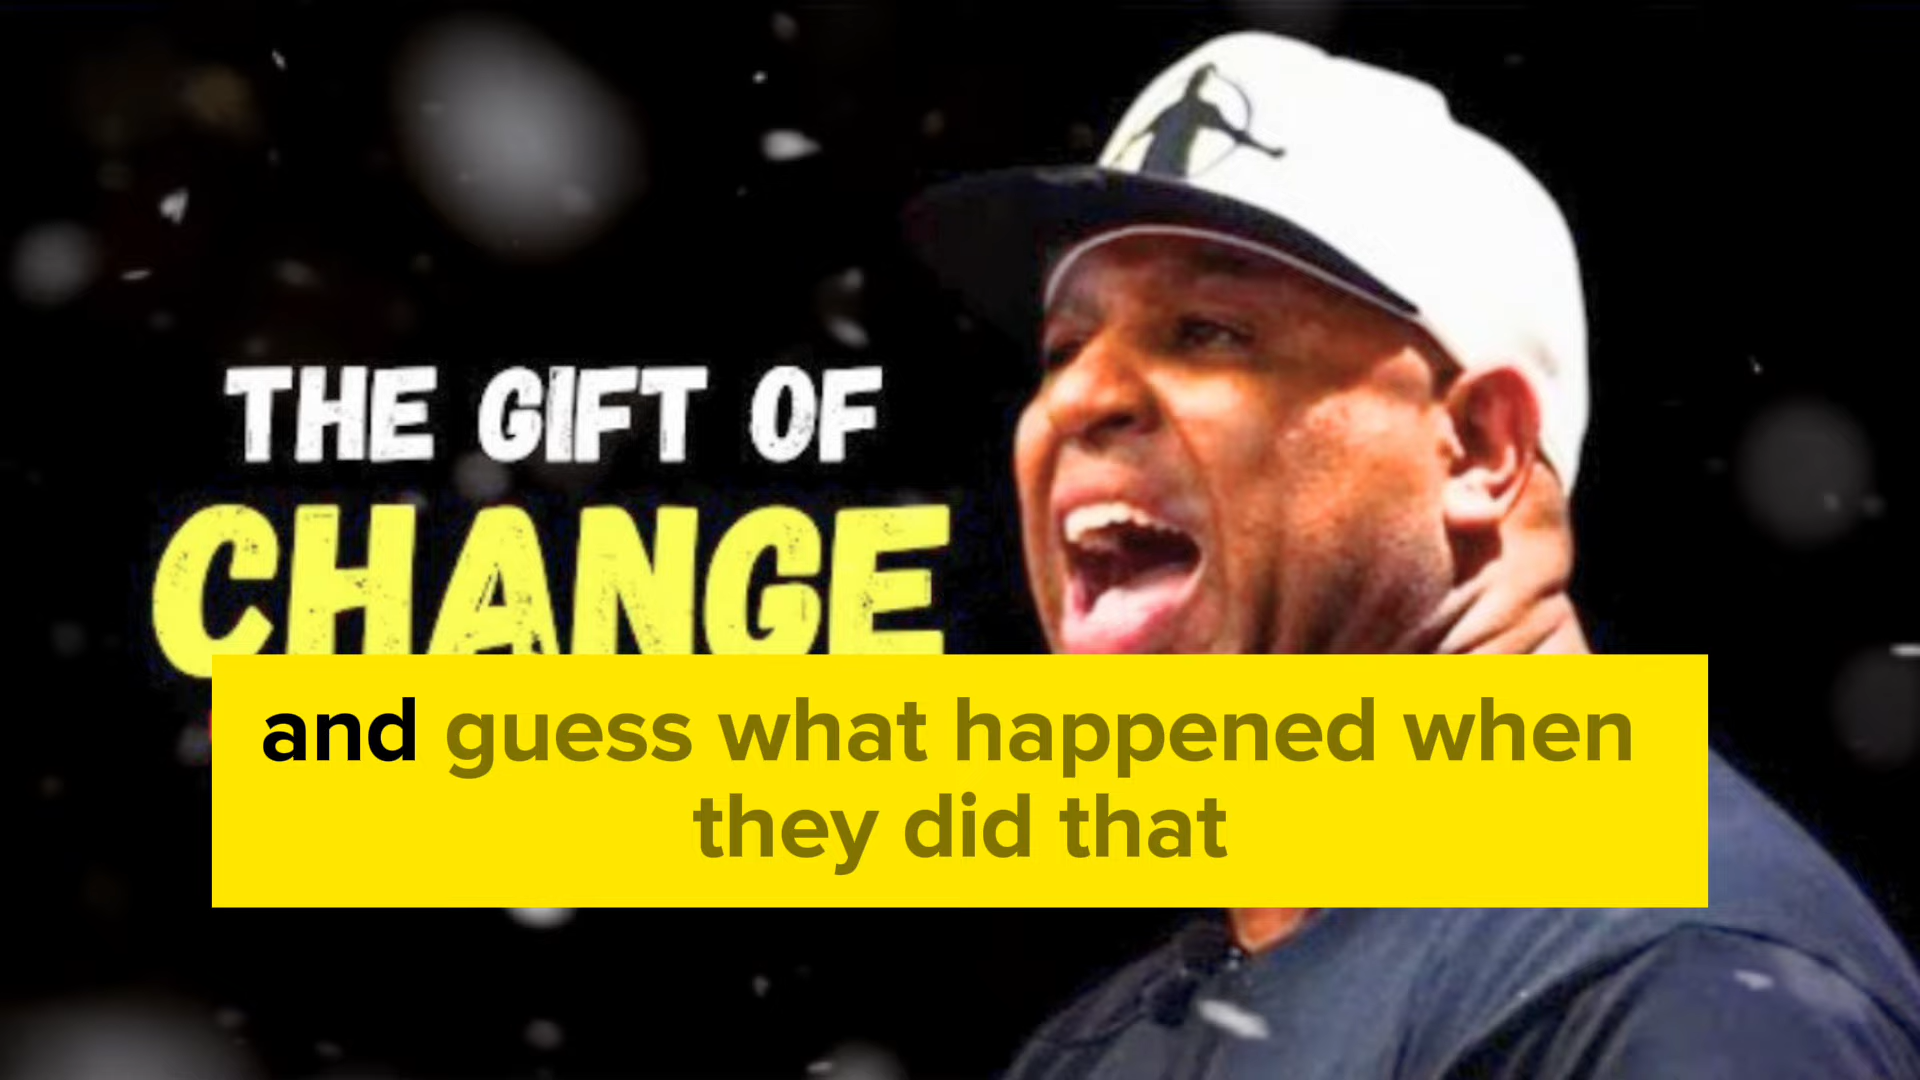 THE GIFT OF
CHANGE
and guess what happened when
they did that